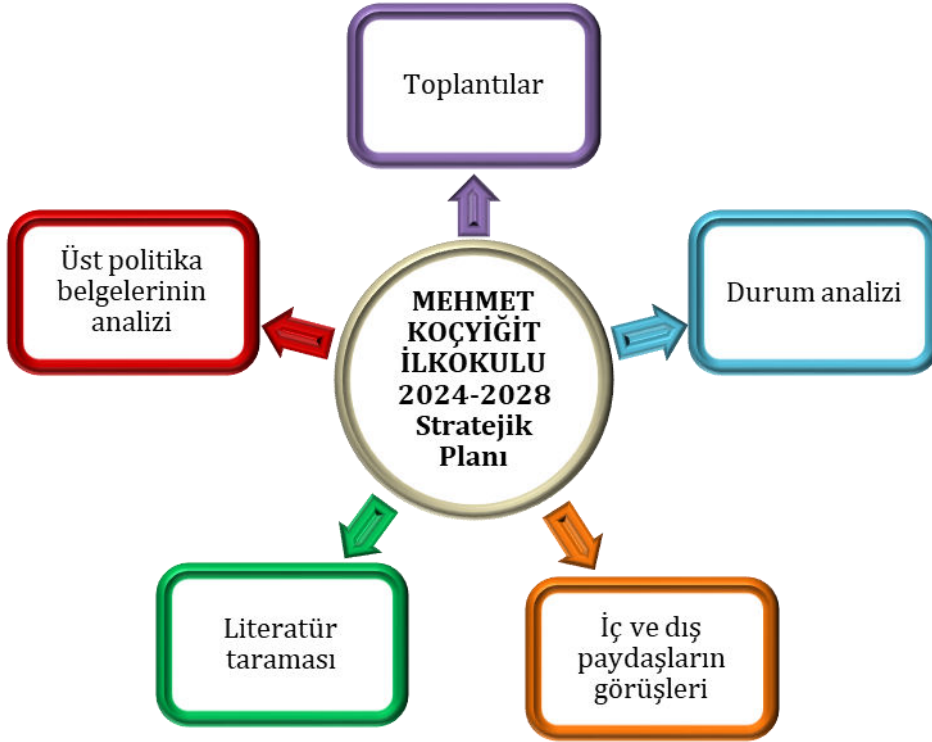 Toplantılar
Üst politika
belgelerinin
analizi
MEHMET
KOÇYİĞİT
İLKOKULU
2024-2028
Stratejik
Planı
Durum analizi
Literatür
taraması
İç ve dış
paydaşların
görüşleri